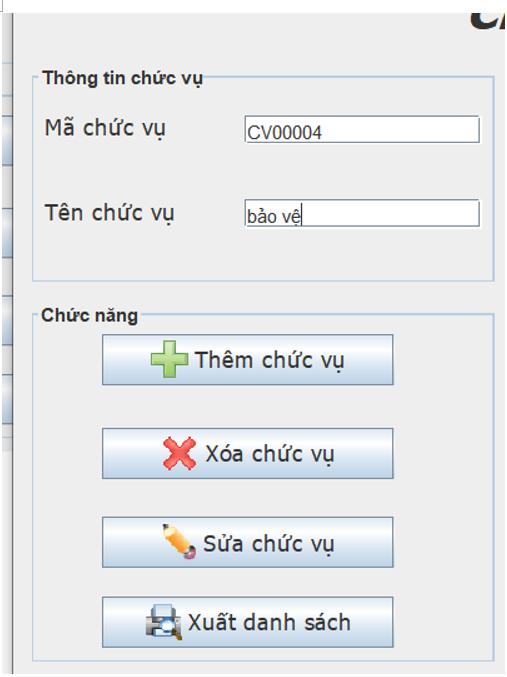 Thông tin chức vụ
Mã chức vụ
CV00004
Tên chức vụ
bảo vệ
Chức năng
Thêm chức vụ
Xóa chức vụ
Sửa chức vụ
Xuất danh sách